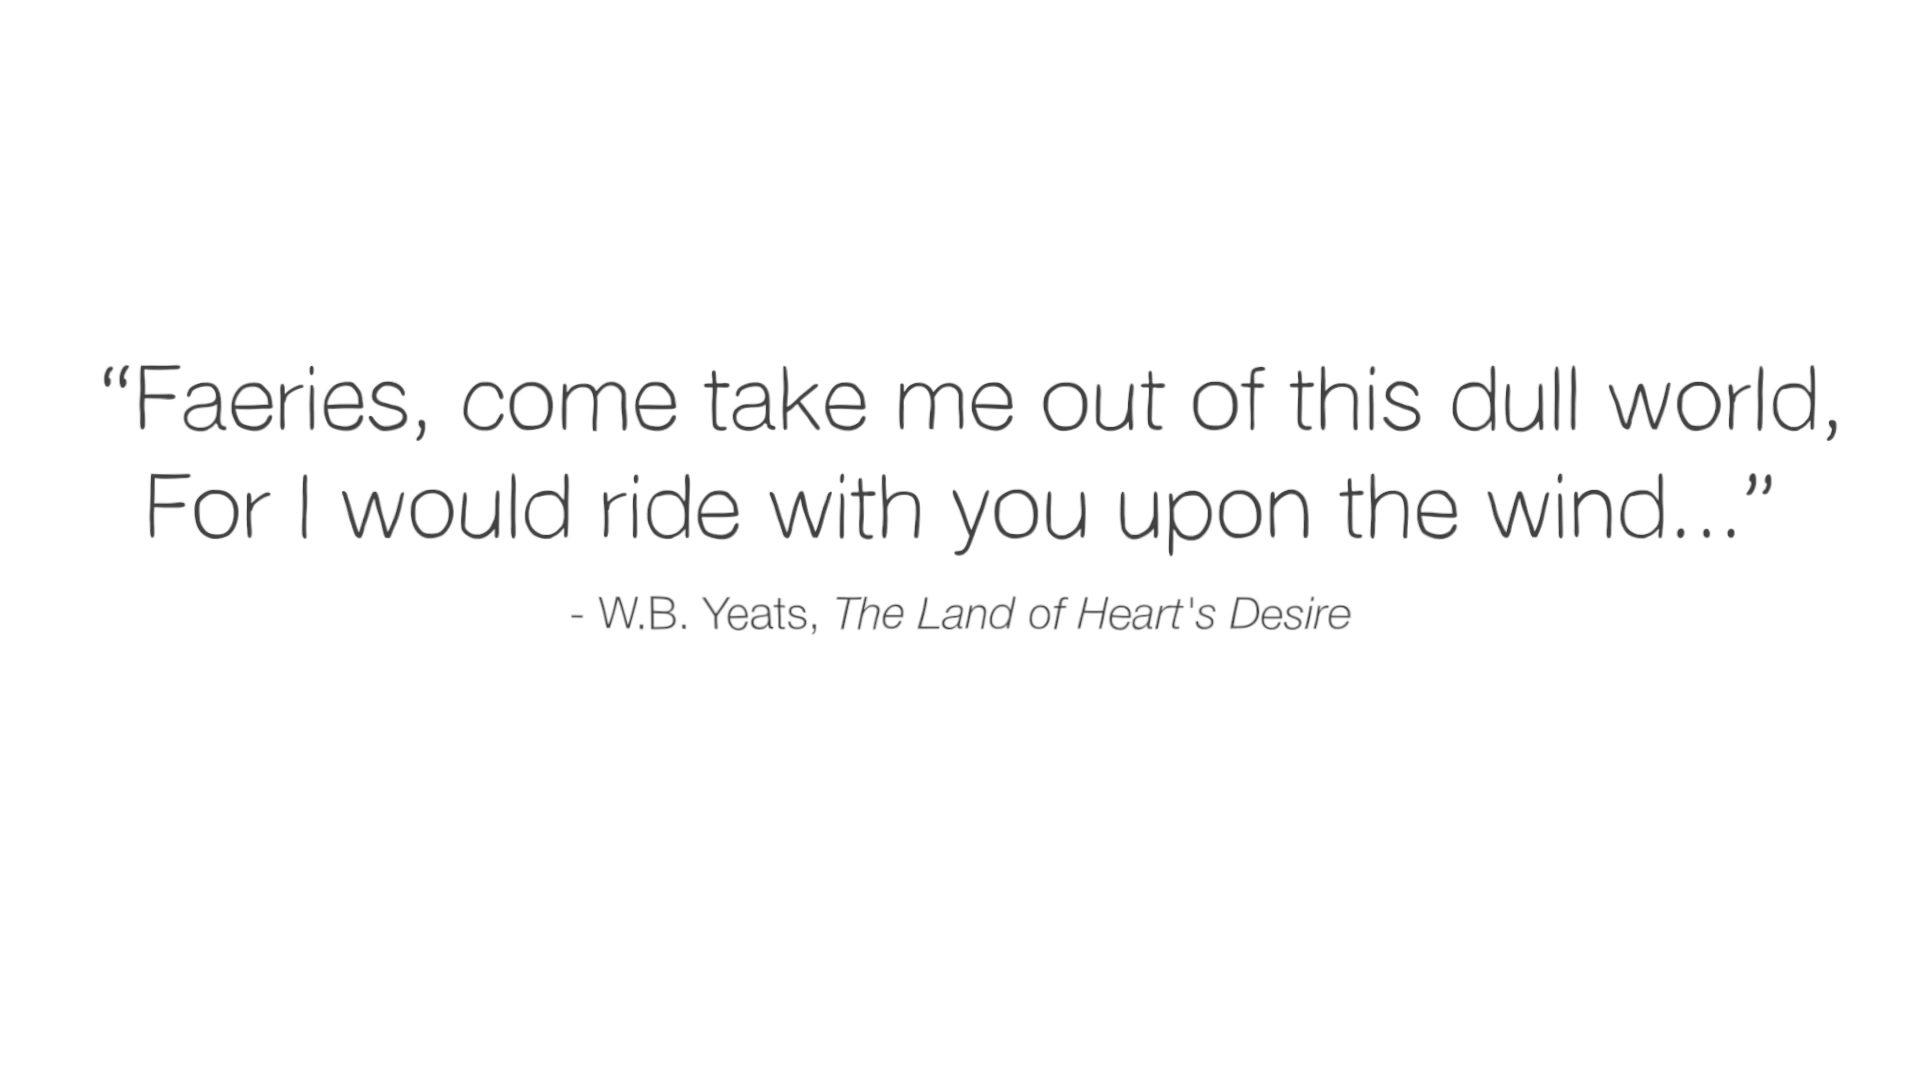 “Faeries, come take me out of this dull world,
For I would ride with you upon the wind...”
- W.B. Yeats, The Land of Heart's Desire